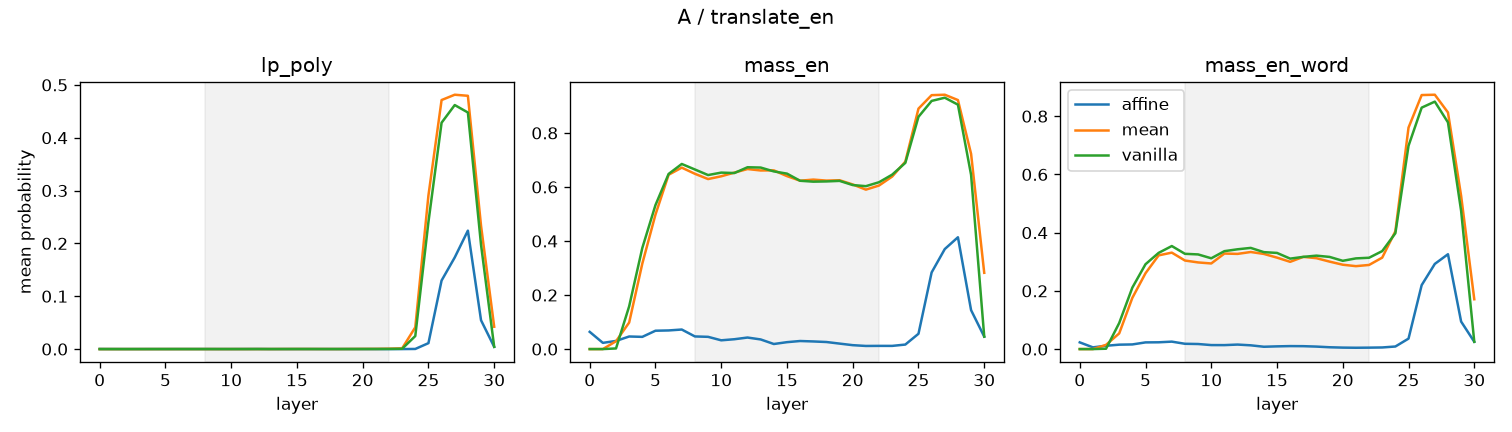 A / translate_en
lp_poly
mean probability
0.5
0.4
0.3
0.2
0.1
0.0
0 5 10 15 20 25 30
layer
mass_en
0.8
0.6
0.4
0.2
0.0
0 5 10 15 20 25 30
layer
mass_en_word
affine
mean
vanilla
0.8
0.6
0.4
0.2
0.0
0 5 10 15 20 25 30
layer